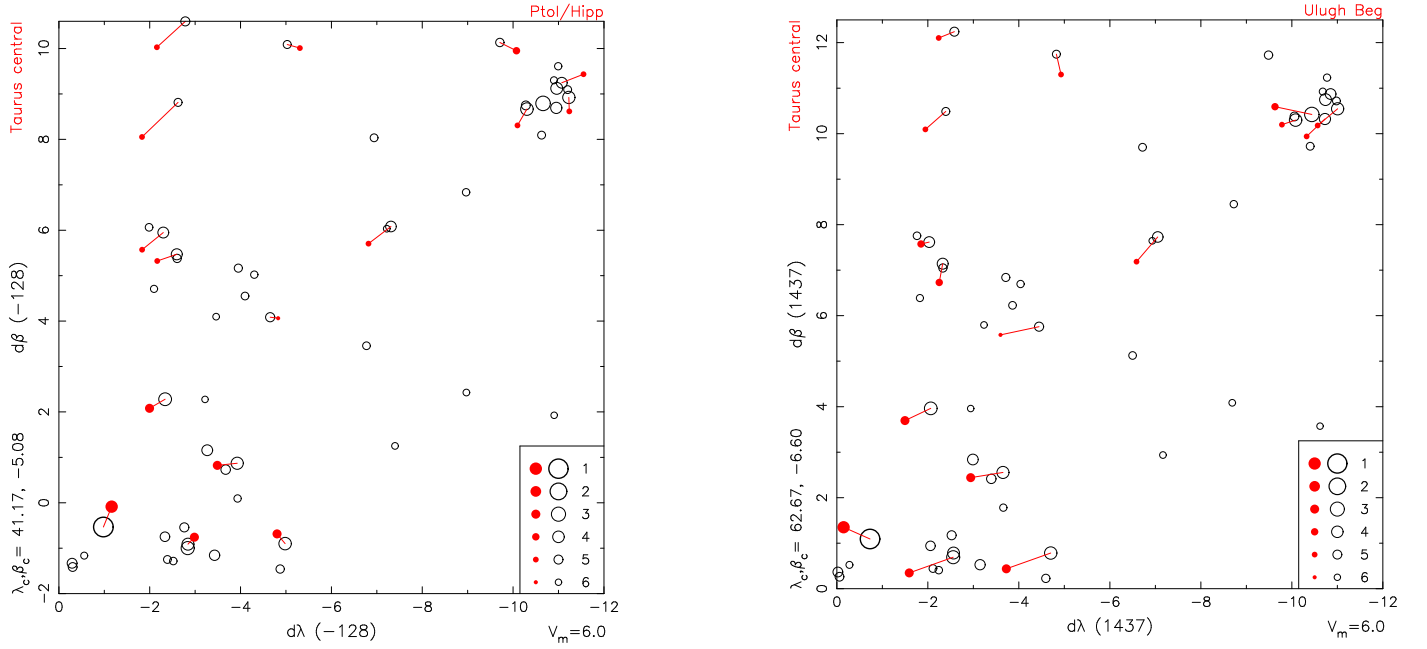 Ptol/Hipp
Taurus central
10
8
6
4
2
0
-2
dβ (-128)
λc,βc= 41.17, -5.08
1
2
3
4
5
6
0 -2 -4 -6 -8 -10 -12
dλ (-128)
Vm=6.0
Ulugh Beg
Taurus central
12
10
8
6
4
2
0
dβ (1437)
λc,βc= 62.67, -6.60
1
2
3
4
5
6
0 -2 -4 -6 -8 -10 -12
dλ (1437)
Vm=6.0